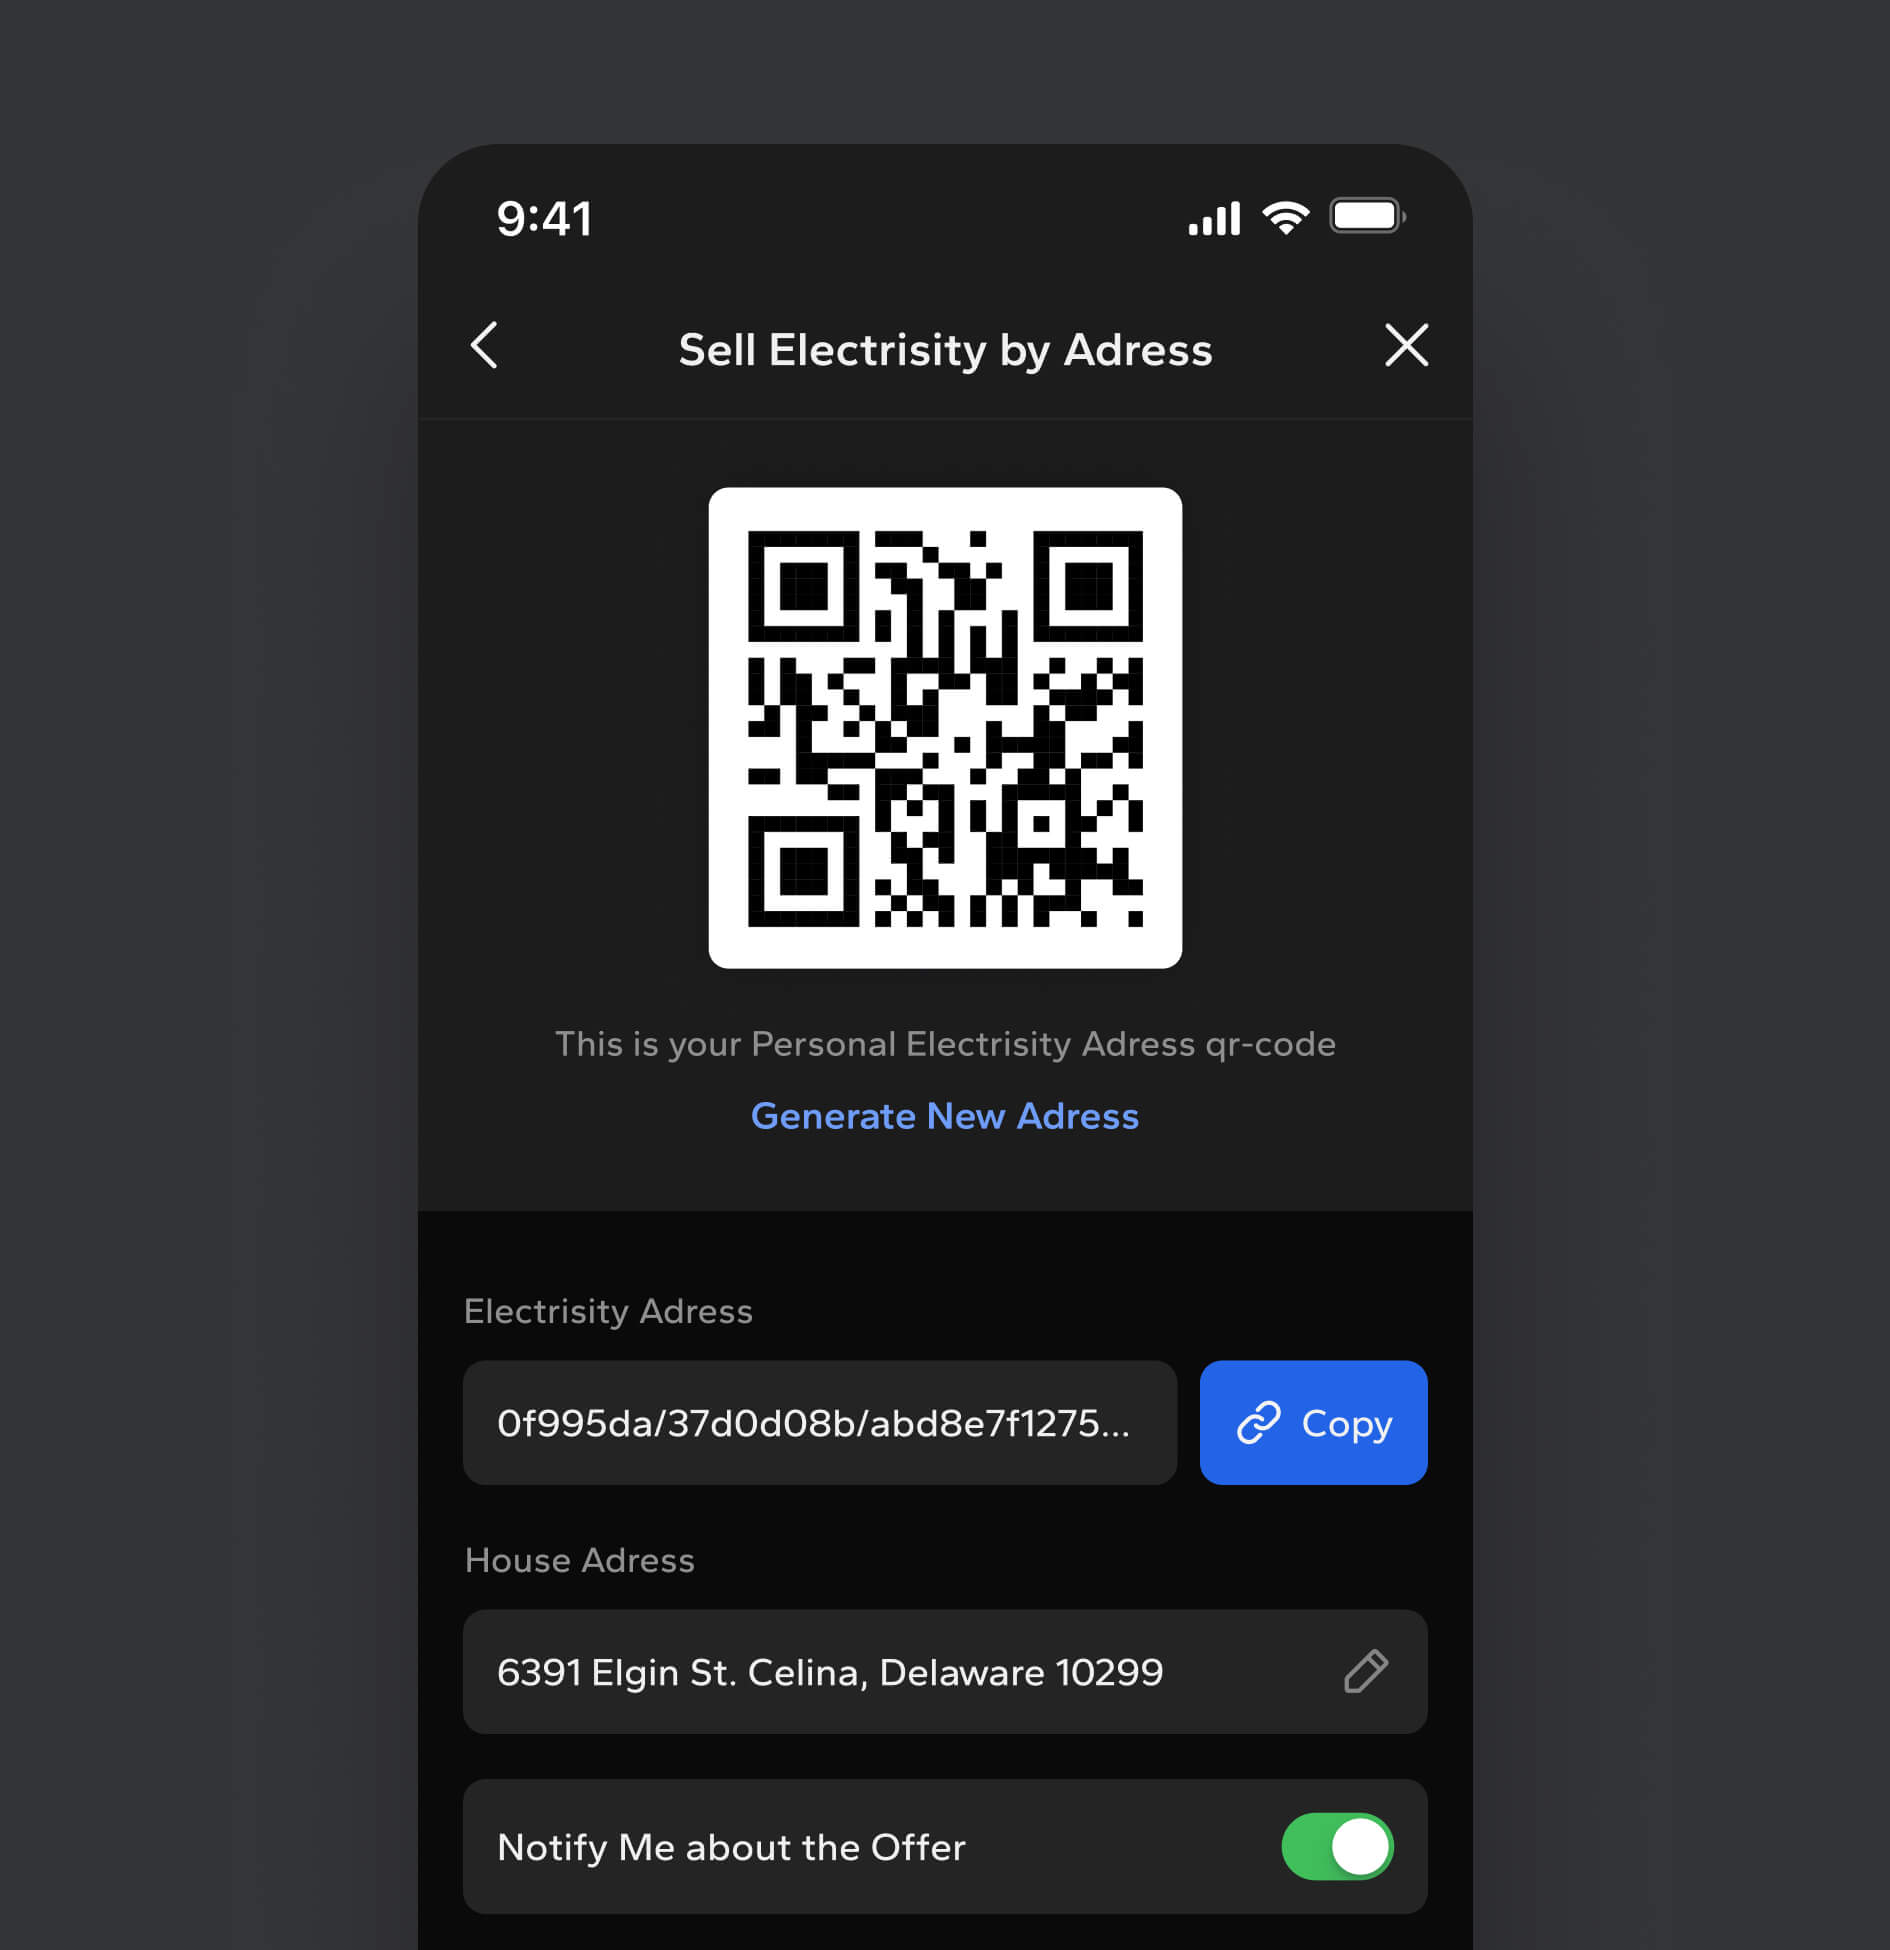 9:41
Sell Electrisity by Adress
This is your Personal Electrisity Adress qr-code
Generate New Adress
Electrisity Adress
0f995da/37d0d08b/abd8e7f1275...
Copy
House Adress
6391 Elgin St. Celina, Delaware 10299
Notify Me about the Offer